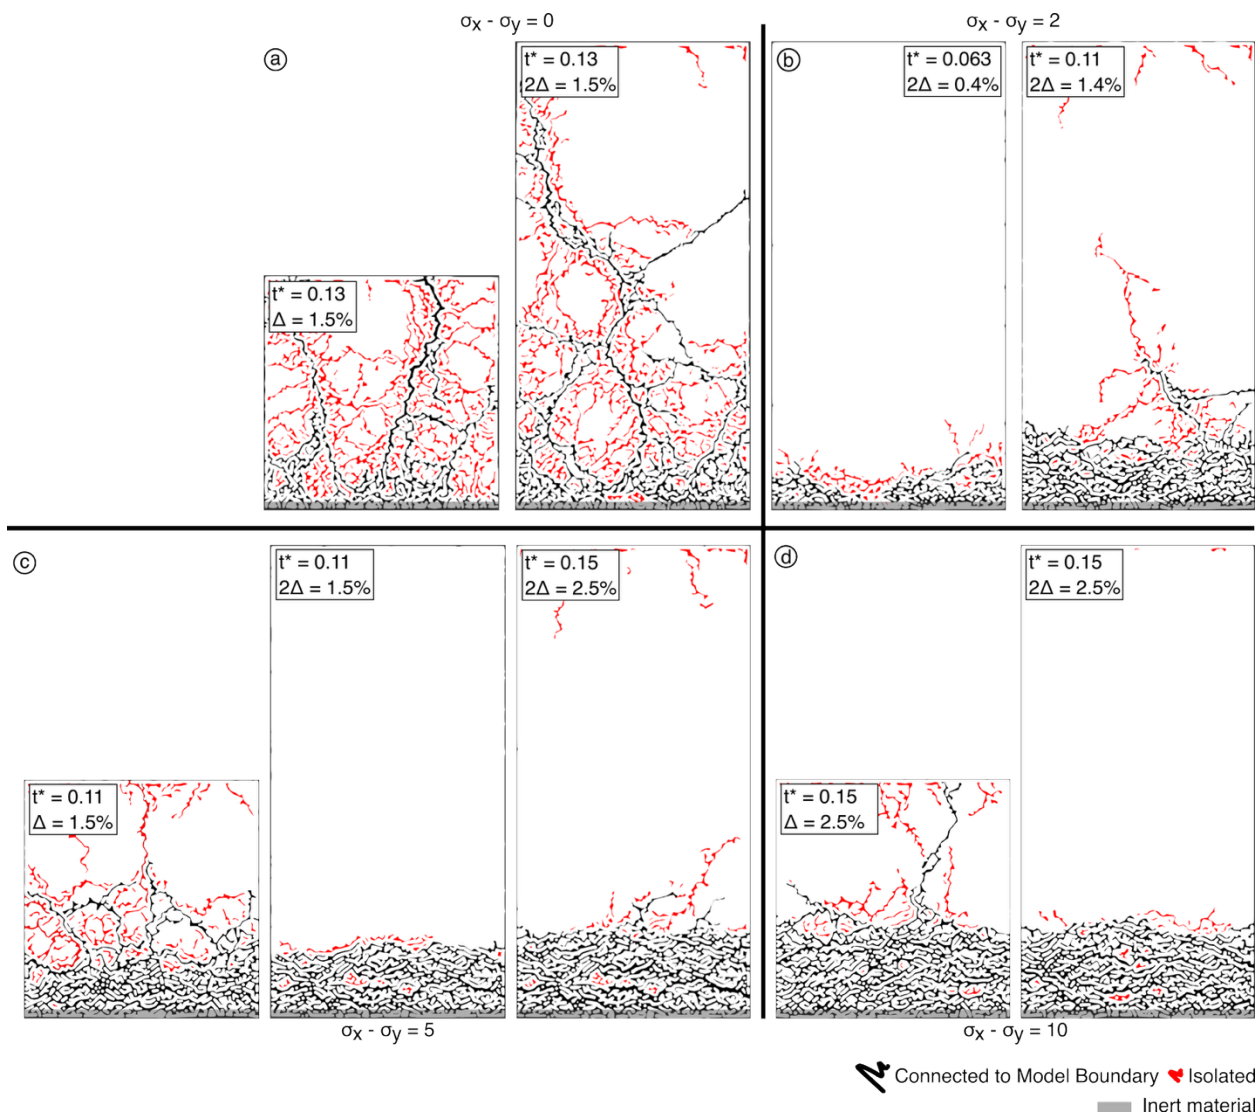 σx - σy = 0
σx - σy = 2
a
t* = 0.13
2Δ = 1.5%
b
t* = 0.063
2Δ = 0.4%
t* = 0.11
2Δ = 1.4%
t* = 0.13
Δ = 1.5%
c
t* = 0.11
2Δ = 1.5%
t* = 0.15
2Δ = 2.5%
d
t* = 0.15
2Δ = 2.5%
t* = 0.11
Δ = 1.5%
t* = 0.15
Δ = 2.5%
σx - σy = 5
σx - σy = 10
Connected to Model Boundary Isolated
Inert material